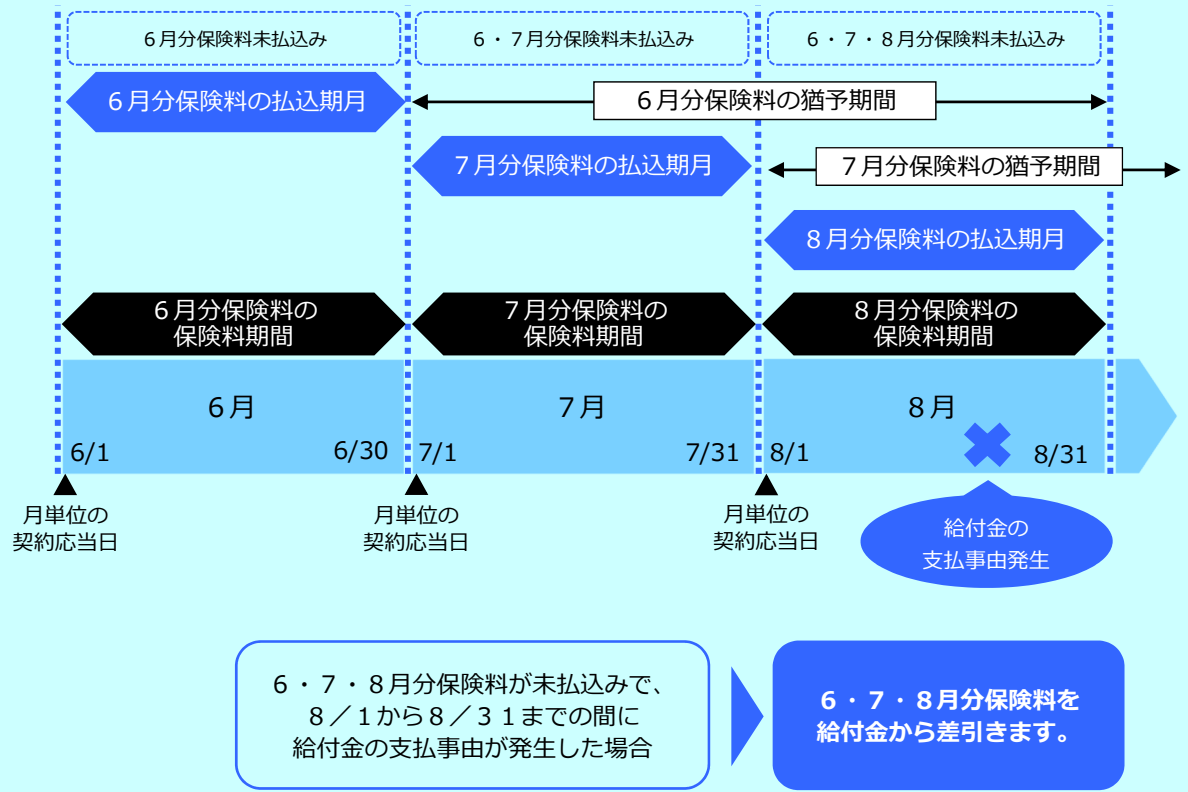 6月分保険料未払込み
6・7月分保険料未払込み
6・7・8月分保険料未払込み
6月分保険料の払込期月
6月分保険料の猶予期間
7月分保険料の払込期月
7月分保険料の猶予期間
8月分保険料の払込期月
6月分保険料の
保険料期間
7月分保険料の
保険料期間
8月分保険料の
保険料期間
6月
7月
8月
6/1
6/30
7/1
7/31
8/1
8/31
月単位の
契約応当日
月単位の
契約応当日
月単位の
契約応当日
給付金の
支払事由発生
6・7・8月分保険料が未払込みで、
8/1から8/31までの間に
給付金の支払事由が発生した場合
6・7・8月分保険料を
給付金から差引きます。